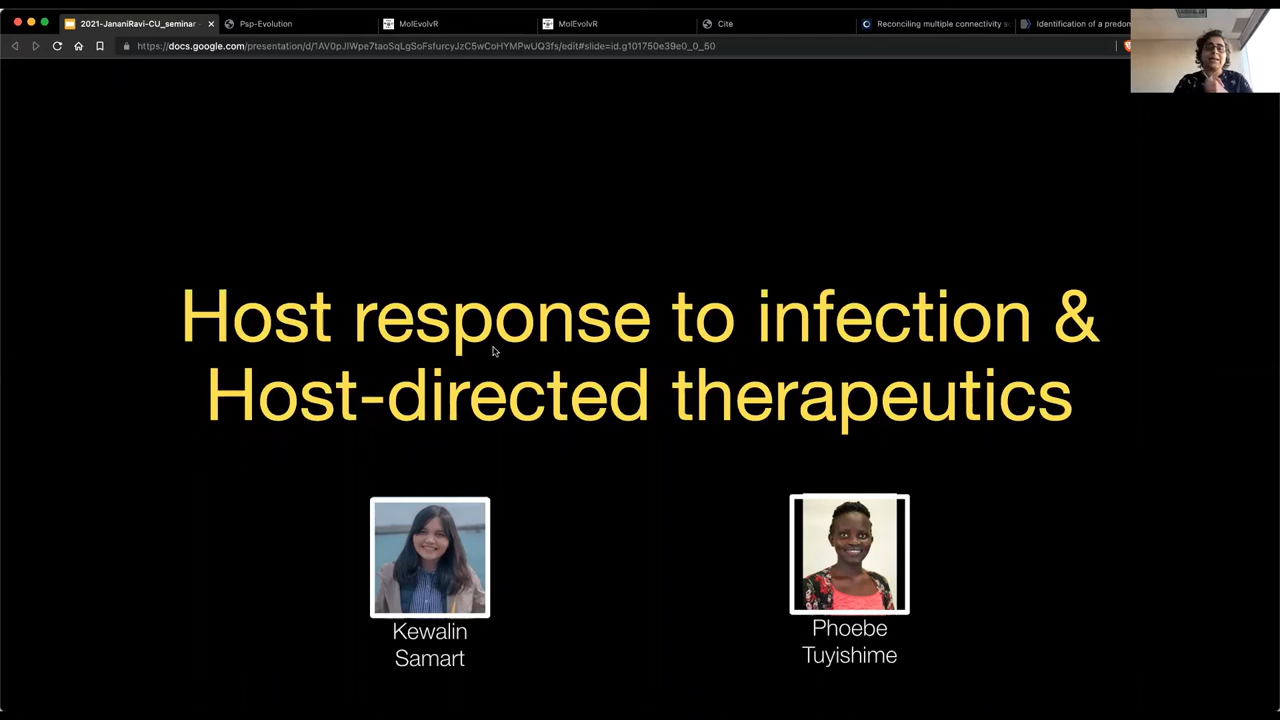 2021-JananiRavi-CU_seminar
Psp-Evolution
MolEvolvR
MolEvolvR
Cite
Reconciling multiple connectivity s
Identification of a predom
https://docs.google.com/presentation/d/1AV0pJIWpe7taoSqLgSoFsfurcyJzC5wCoHYMPwUQ3fs/edit#slide=id.g101750e39e0_0_50
Host response to infection &
Host-directed therapeutics
Kewalin
Samart
Phoebe
Tuyishime